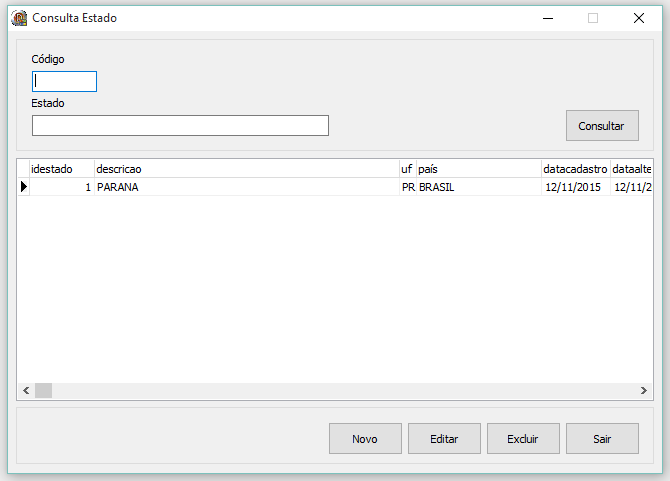 Consulta Estado
Código
Estado
Consultar
idestado descricao uf país datacadastro dataalte
1 PARANA PR BRASIL 12/11/2015 12/11/2
Novo Editar Excluir Sair